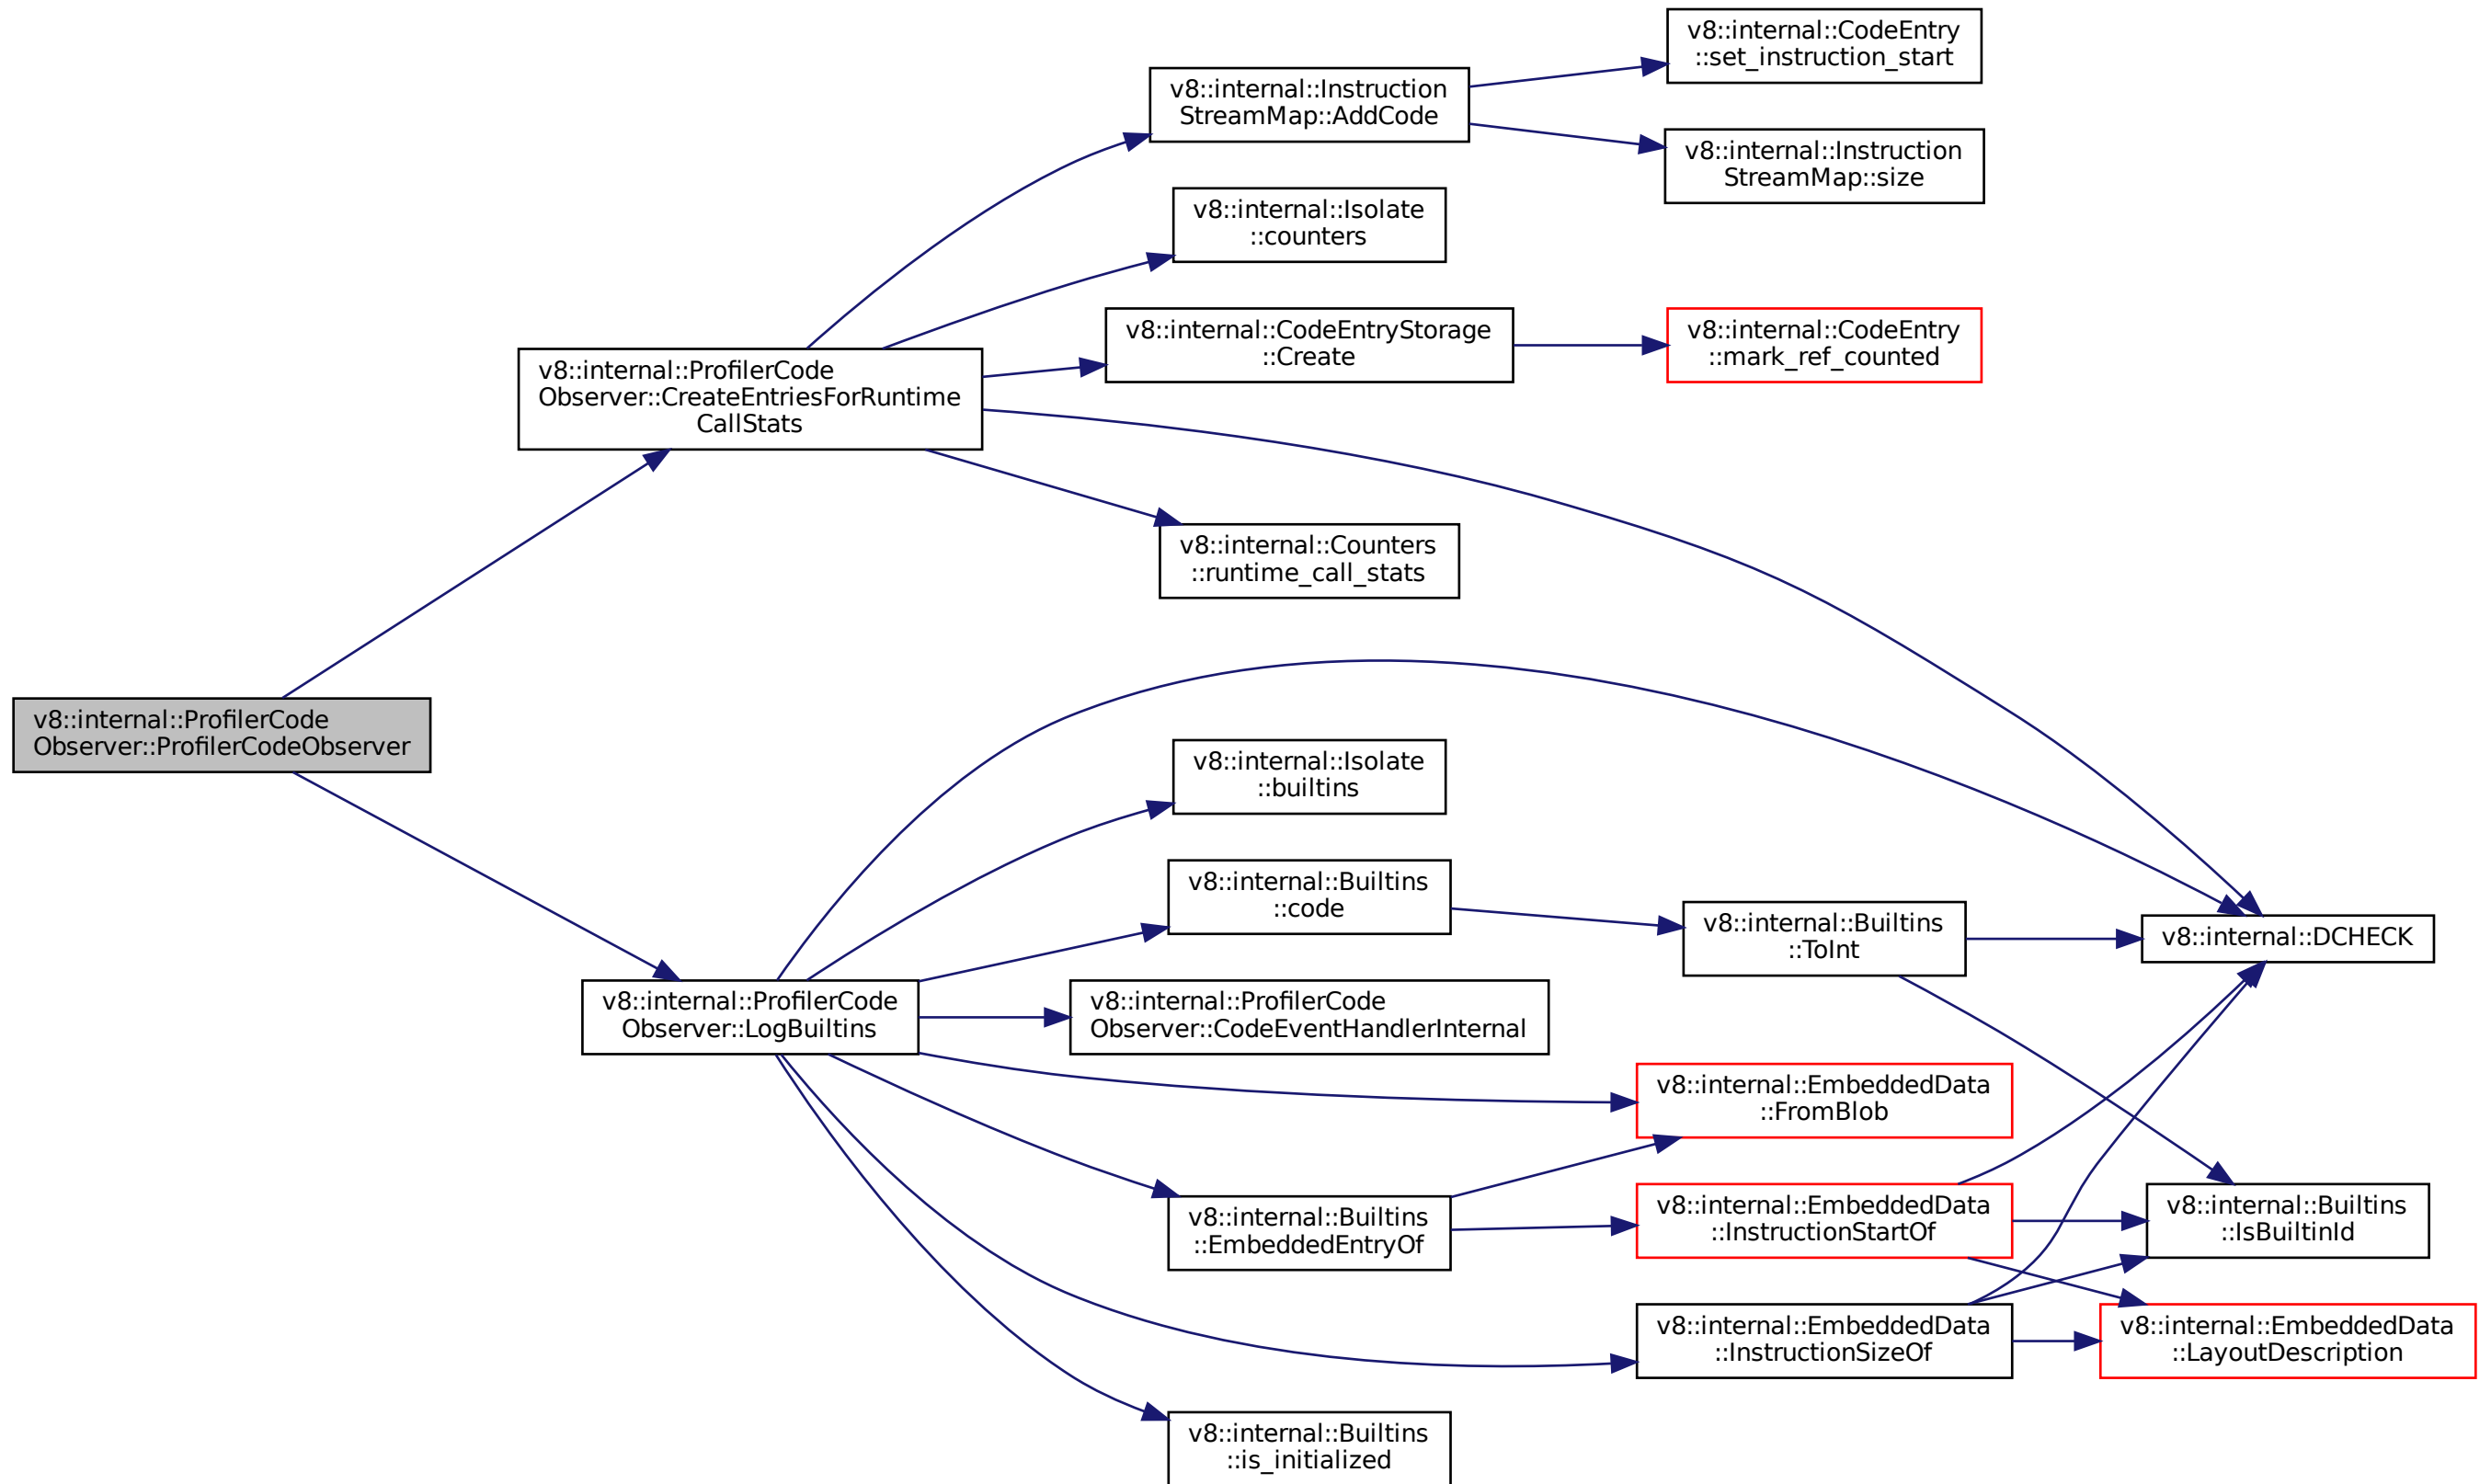 v8::internal::CodeEntry
::set_instruction_start
v8::internal::Instruction
StreamMap::AddCode
v8::internal::Instruction
StreamMap::size
v8::internal::Isolate
::counters
v8::internal::CodeEntryStorage
::Create
v8::internal::CodeEntry
::mark_ref_counted
v8::internal::ProfilerCode
Observer::CreateEntriesForRuntime
CallStats
v8::internal::Counters
::runtime_call_stats
v8::internal::ProfilerCode
Observer::ProfilerCodeObserver
v8::internal::Isolate
::builtins
v8::internal::Builtins
::code
v8::internal::Builtins
::ToInt
v8::internal::DCHECK
v8::internal::ProfilerCode
Observer::LogBuiltins
v8::internal::ProfilerCode
Observer::CodeEventHandlerInternal
v8::internal::EmbeddedData
::FromBlob
v8::internal::Builtins
::EmbeddedEntryOf
v8::internal::EmbeddedData
::InstructionStartOf
v8::internal::Builtins
::IsBuiltinId
v8::internal::EmbeddedData
::InstructionSizeOf
v8::internal::EmbeddedData
::LayoutDescription
v8::internal::Builtins
::is_initialized